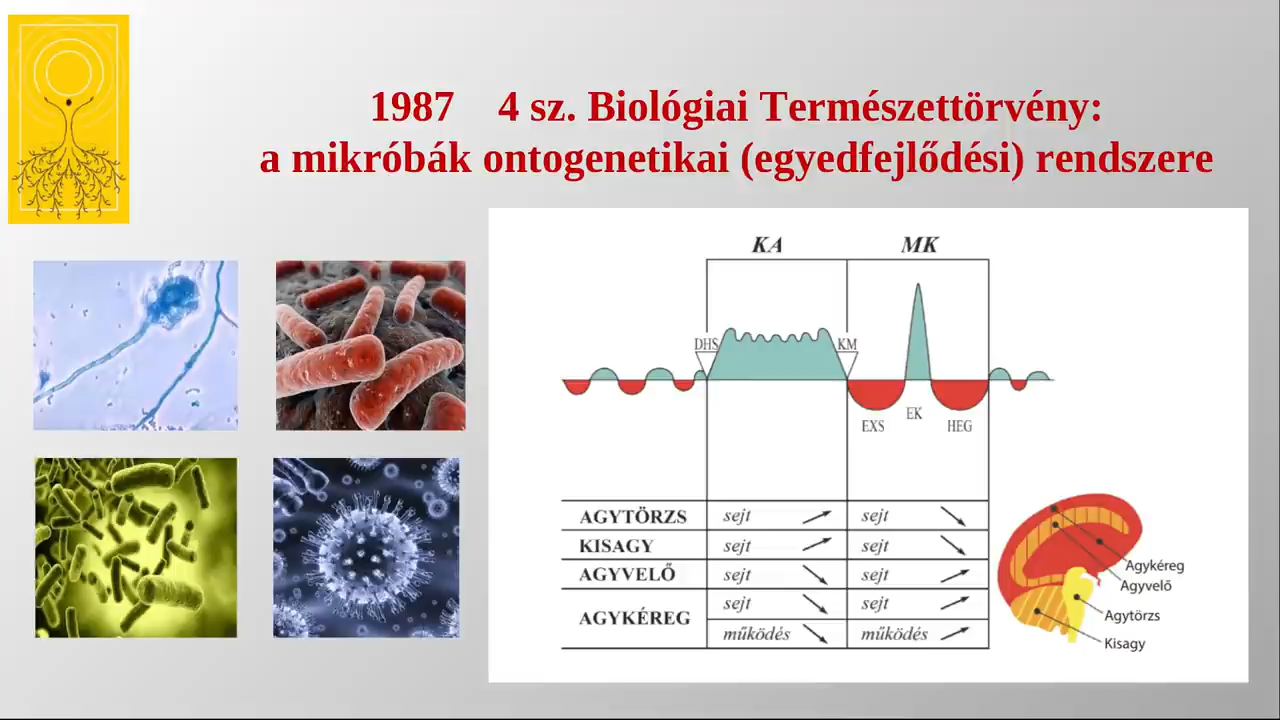 1987 4 sz. Biológiai Természettörvény:
a mikróbák ontogenetikai (egyedfejlődési) rendszere
KA MK
DHS KM
EXS EK HEG
AGYTÖRZS sejt sejt
KISAGY sejt sejt
AGYVELŐ sejt sejt
AGYKÉREG sejt sejt
működés működés
Agykéreg
Agyvelő
Agytörzs
Kisagy